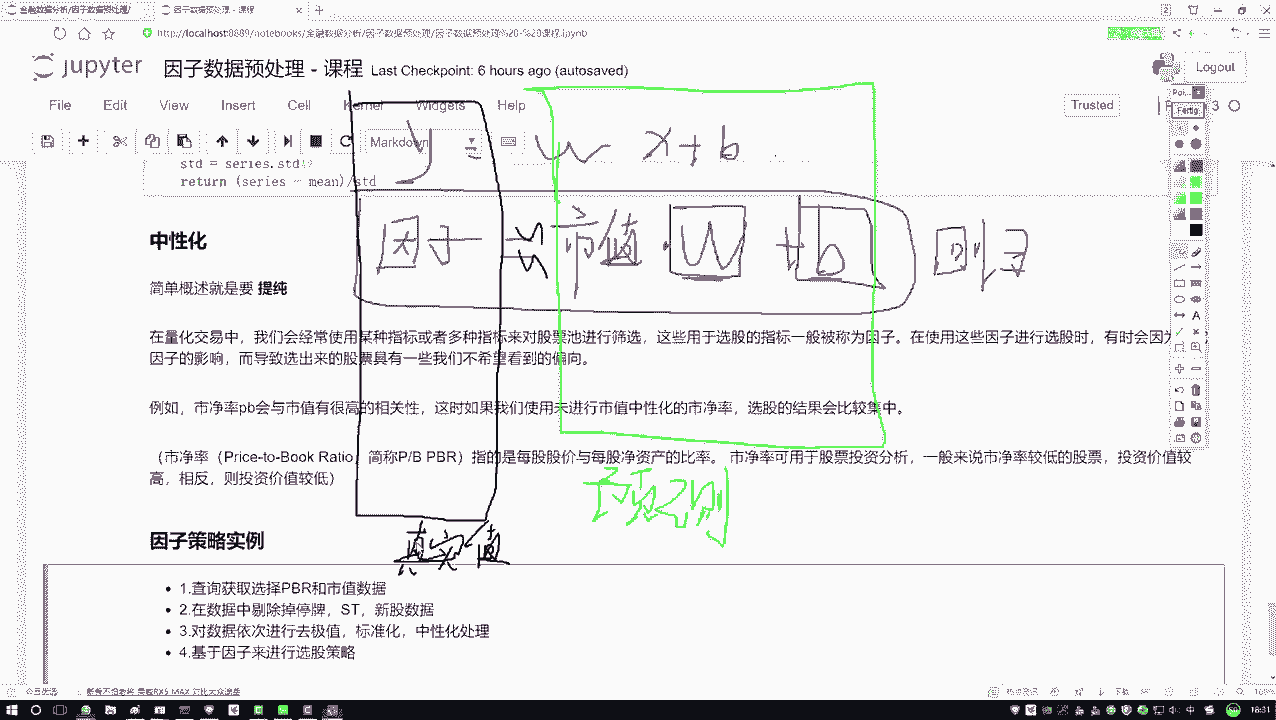 金融数据分析/因子数据预处理/
因子数据预处理 - 课程
http://localhost:8889/notebooks/金融数据分析/因子数据预处理/因子数据预处理%20-%20课程.ipynb
jupyter 因子数据预处理 - 课程 Last Checkpoint: 6 hours ago (autosaved)
Logout
File Edit View Insert Cell Kernel Widgets Help
Trusted
3
Markdown
y = w x+b
std = series.std()
return (series - mean)/std
中性化
因子 ≈ 市值·W +b 回归
简单概述就是要 提纯
在量化交易中，我们会经常使用某种指标或者多种指标来对股票池进行筛选，这些用于选股的指标一般被称为因子。在使用这些因子进行选股时，有时会因为
因子的影响，而导致选出来的股票具有一些我们不希望看到的偏向。
例如，市净率pb会与市值有很高的相关性，这时如果我们使用未进行市值中性化的市净率，选股的结果会比较集中。
（市净率（Price-to-Book Ratio，简称P/B PBR）指的是每股股价与每股净资产的比率。 市净率可用于股票投资分析，一般来说市净率较低的股票，投资价值较
高，相反，则投资价值较低）
预测
真实值
因子策略实例
1.查询获取选择PBR和市值数据
2.在数据中剔除掉停牌，ST，新股数据
3.对数据依次进行去极值，标准化，中性化处理
4.基于因子来进行选股策略